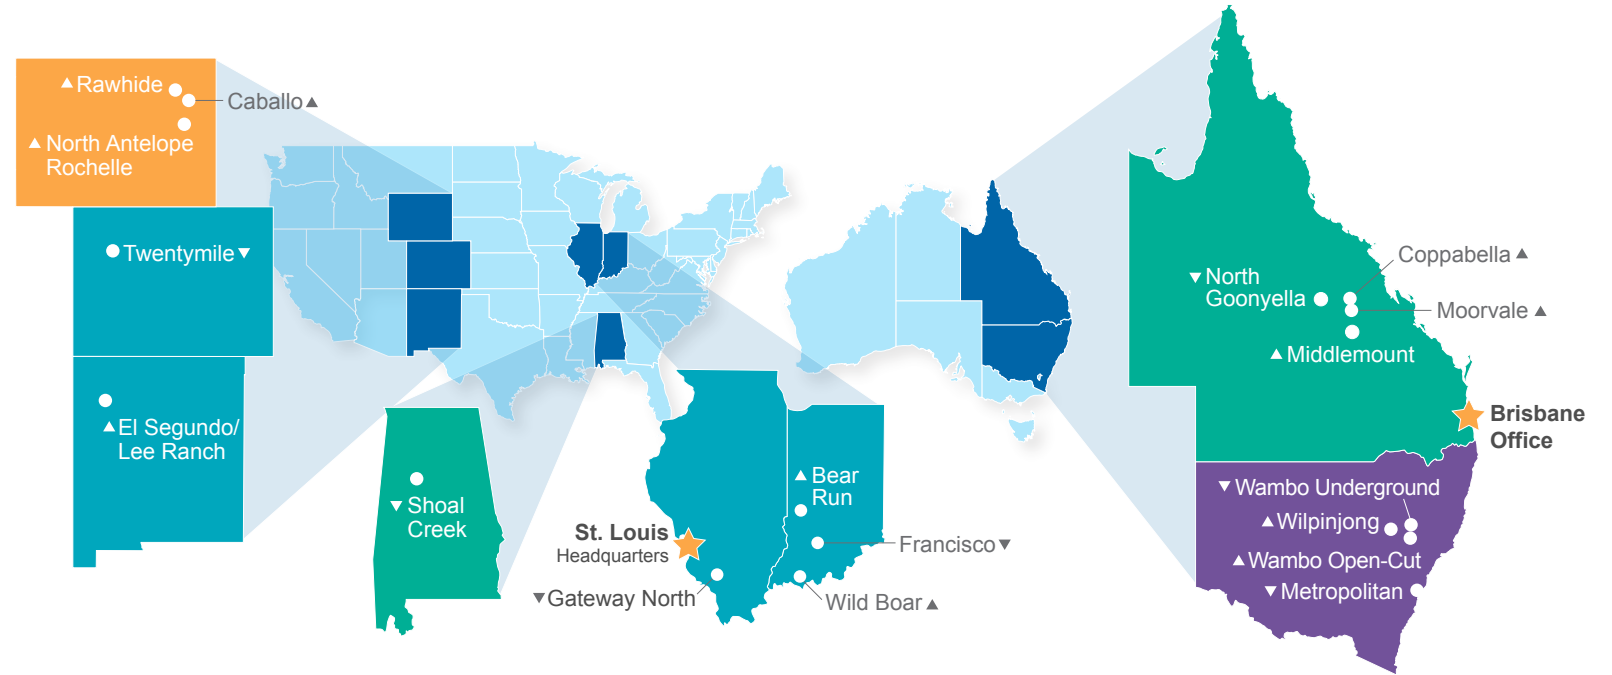 ▲ Rawhide
Caballo ▲
▲ North Antelope
Rochelle
Twentymile ▼
▲ El Segundo/
Lee Ranch
▼ Shoal
Creek
St. Louis
Headquarters
▼ Gateway North
▲ Bear
Run
Francisco ▼
Wild Boar ▲
Coppabella ▲
▼ North
Goonyella
Moorvale ▲
▲ Middlemount
Brisbane
Office
▼ Wambo Underground
▲ Wilpinjong
▲ Wambo Open-Cut
▼ Metropolitan